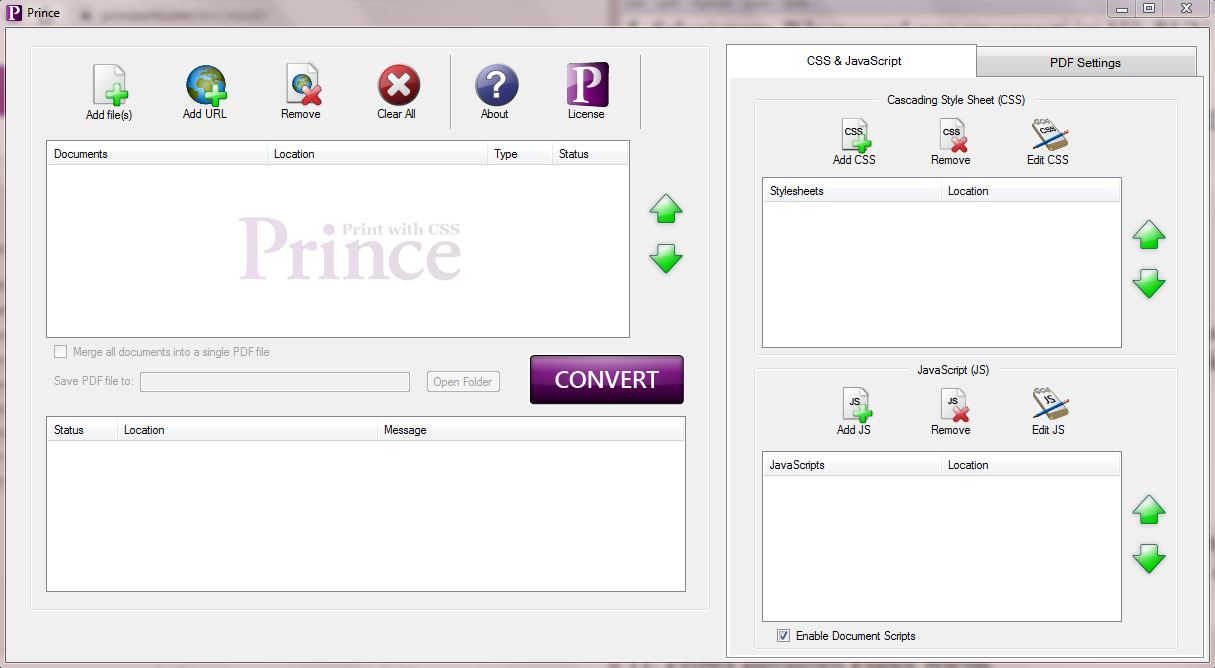 Prince
Add file(s) Add URL Remove Clear All About License
Documents Location Type Status
Print with CSS
Prince
Merge all documents into a single PDF file
Save PDF file to: Open Folder
CONVERT
Status Location Message
CSS & JavaScript PDF Settings
Cascading Style Sheet (CSS)
CSS CSS CSS
Add CSS Remove Edit CSS
Stylesheets Location
JavaScript (JS)
JS JS JS
Add JS Remove Edit JS
JavaScripts Location
Enable Document Scripts